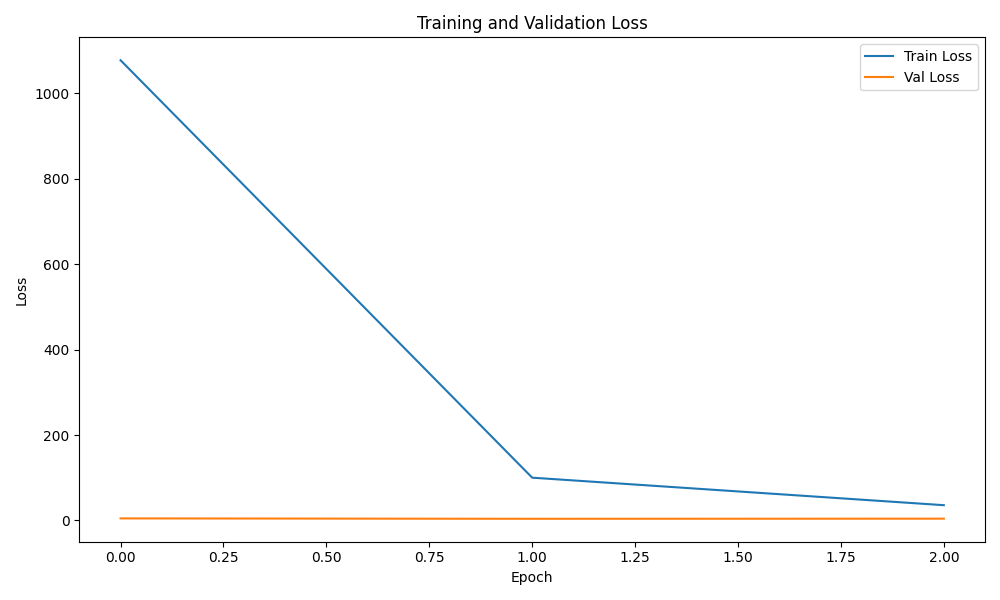 Training and Validation Loss
Train Loss
Val Loss
1000
800
600
400
200
0
Loss
0.00 0.25 0.50 0.75 1.00 1.25 1.50 1.75 2.00
Epoch